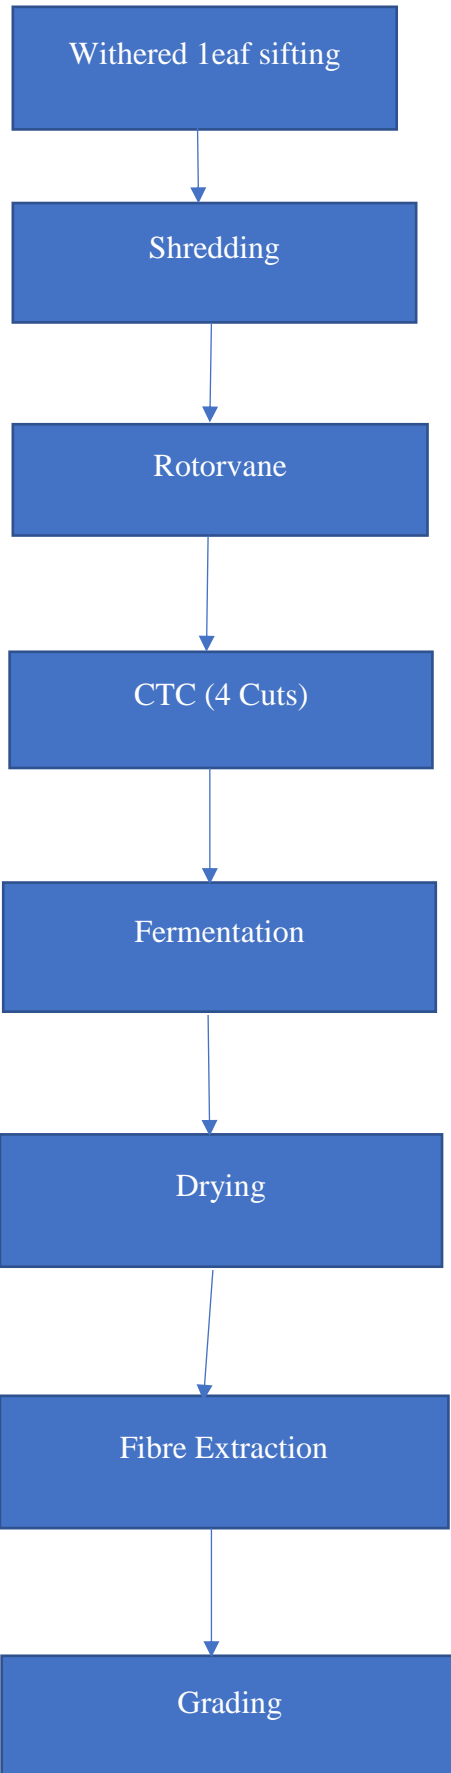 Withered 1eaf sifting
Shredding
Rotorvane
CTC (4 Cuts)
Fermentation
Drying
Fibre Extraction
Grading